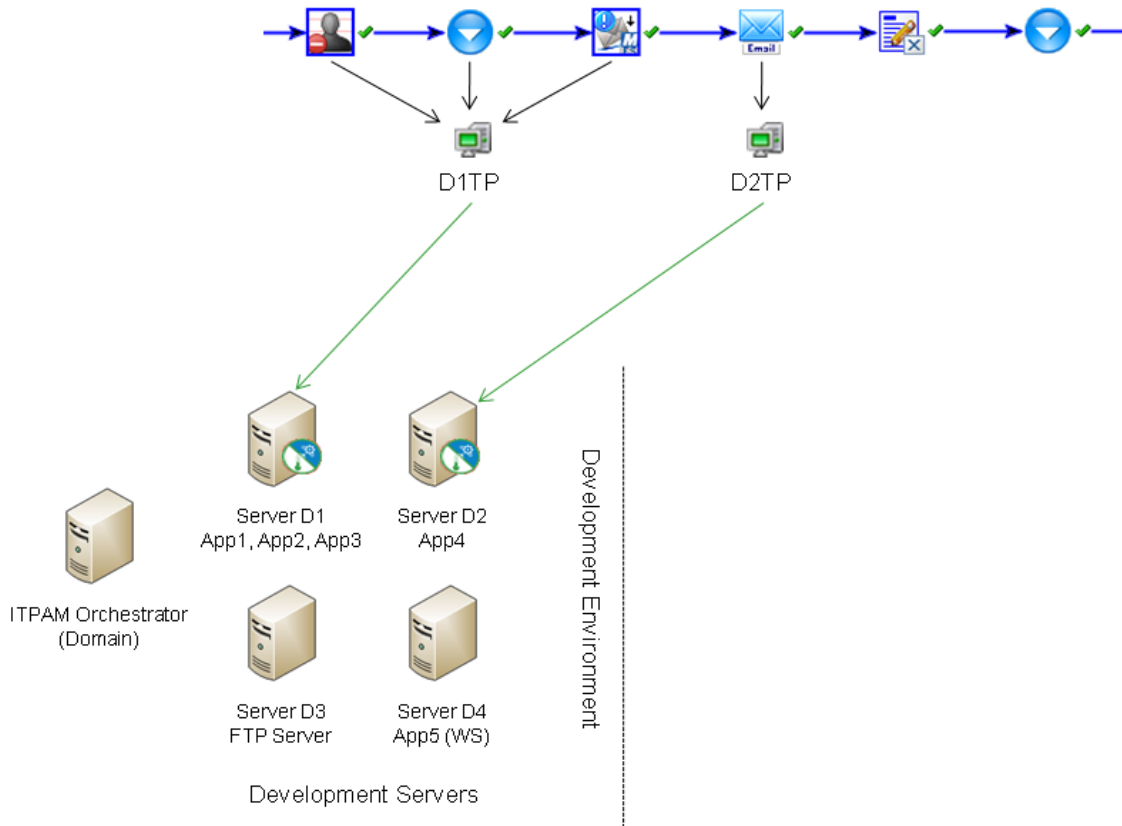 Email
D1TP
D2TP
Server D1
App1, App2, App3
Server D2
App4
ITPAM Orchestrator
(Domain)
Server D3
FTP Server
Server D4
App5 (WS)
Development Servers
Development Environment